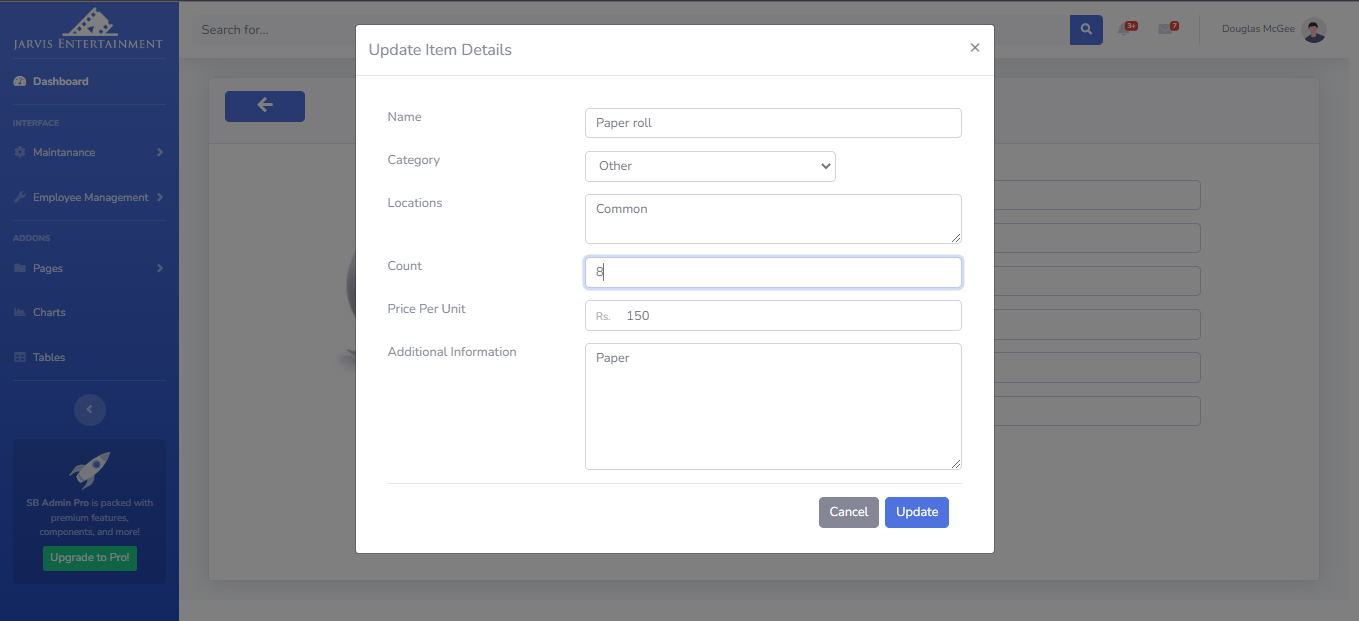 JARVIS ENTERTAINMENT
Search for...
3+
7
Douglas McGee
Dashboard
INTERFACE
Maintanance
Employee Management
ADDONS
Pages
Charts
Tables
SB Admin Pro is packed with
premium features,
components, and more!
Upgrade to Pro!
Update Item Details
×
Name
Paper roll
Category
Other
Locations
Common
Count
8
Price Per Unit
Rs. 150
Additional Information
Paper
Cancel
Update